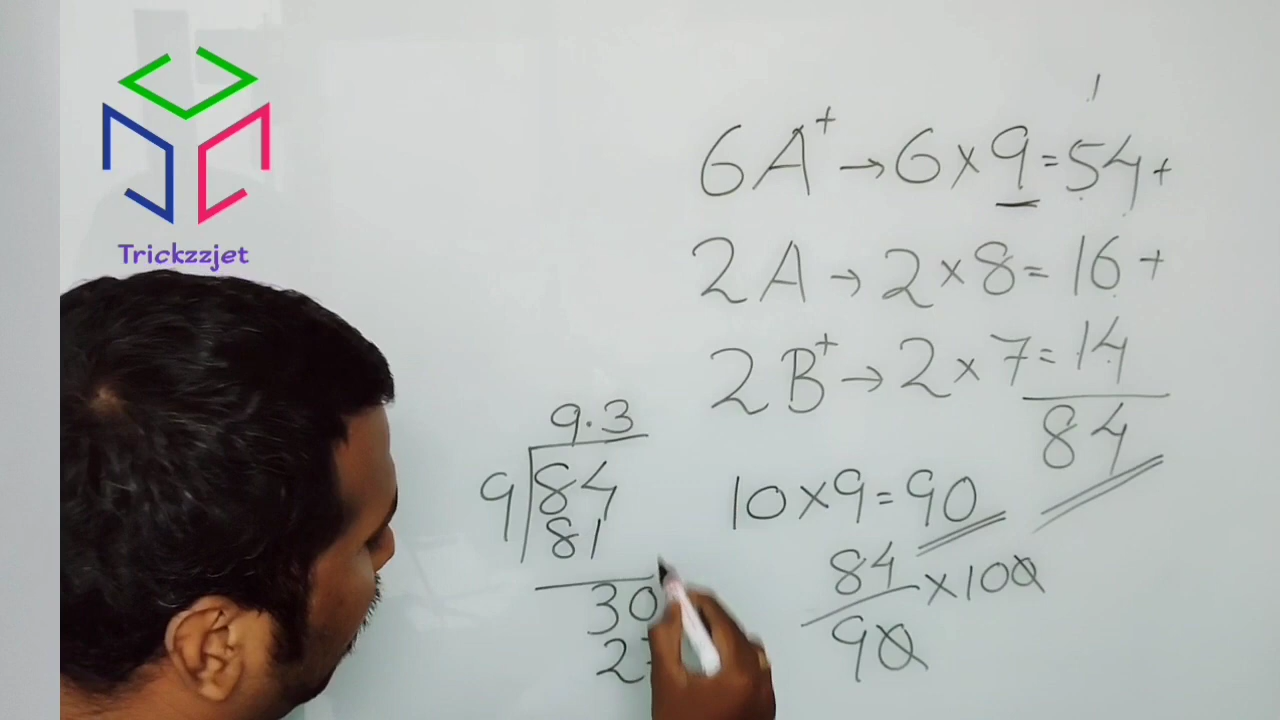 Trickzzjet
6A+ → 6 × 9 = 54 +
2A → 2 × 8 = 16 +
2B+ → 2 × 7 = 14
84
10 × 9 = 90
84
90
× 100
9.3
9 84
81
30
2